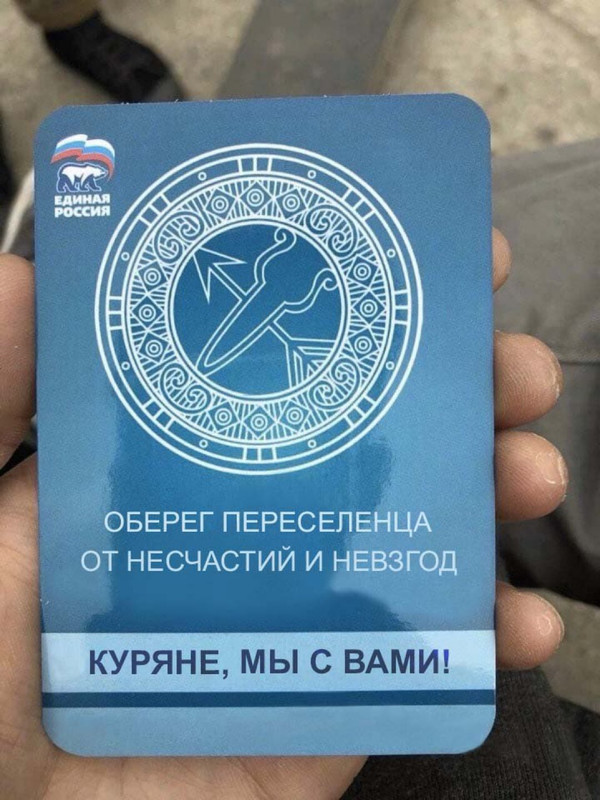 ЕДИНАЯ
РОССИЯ
ОБЕРЕГ ПЕРЕСЕЛЕНЦА
ОТ НЕСЧАСТИЙ И НЕВЗГОД
КУРЯНЕ, МЫ С ВАМИ!